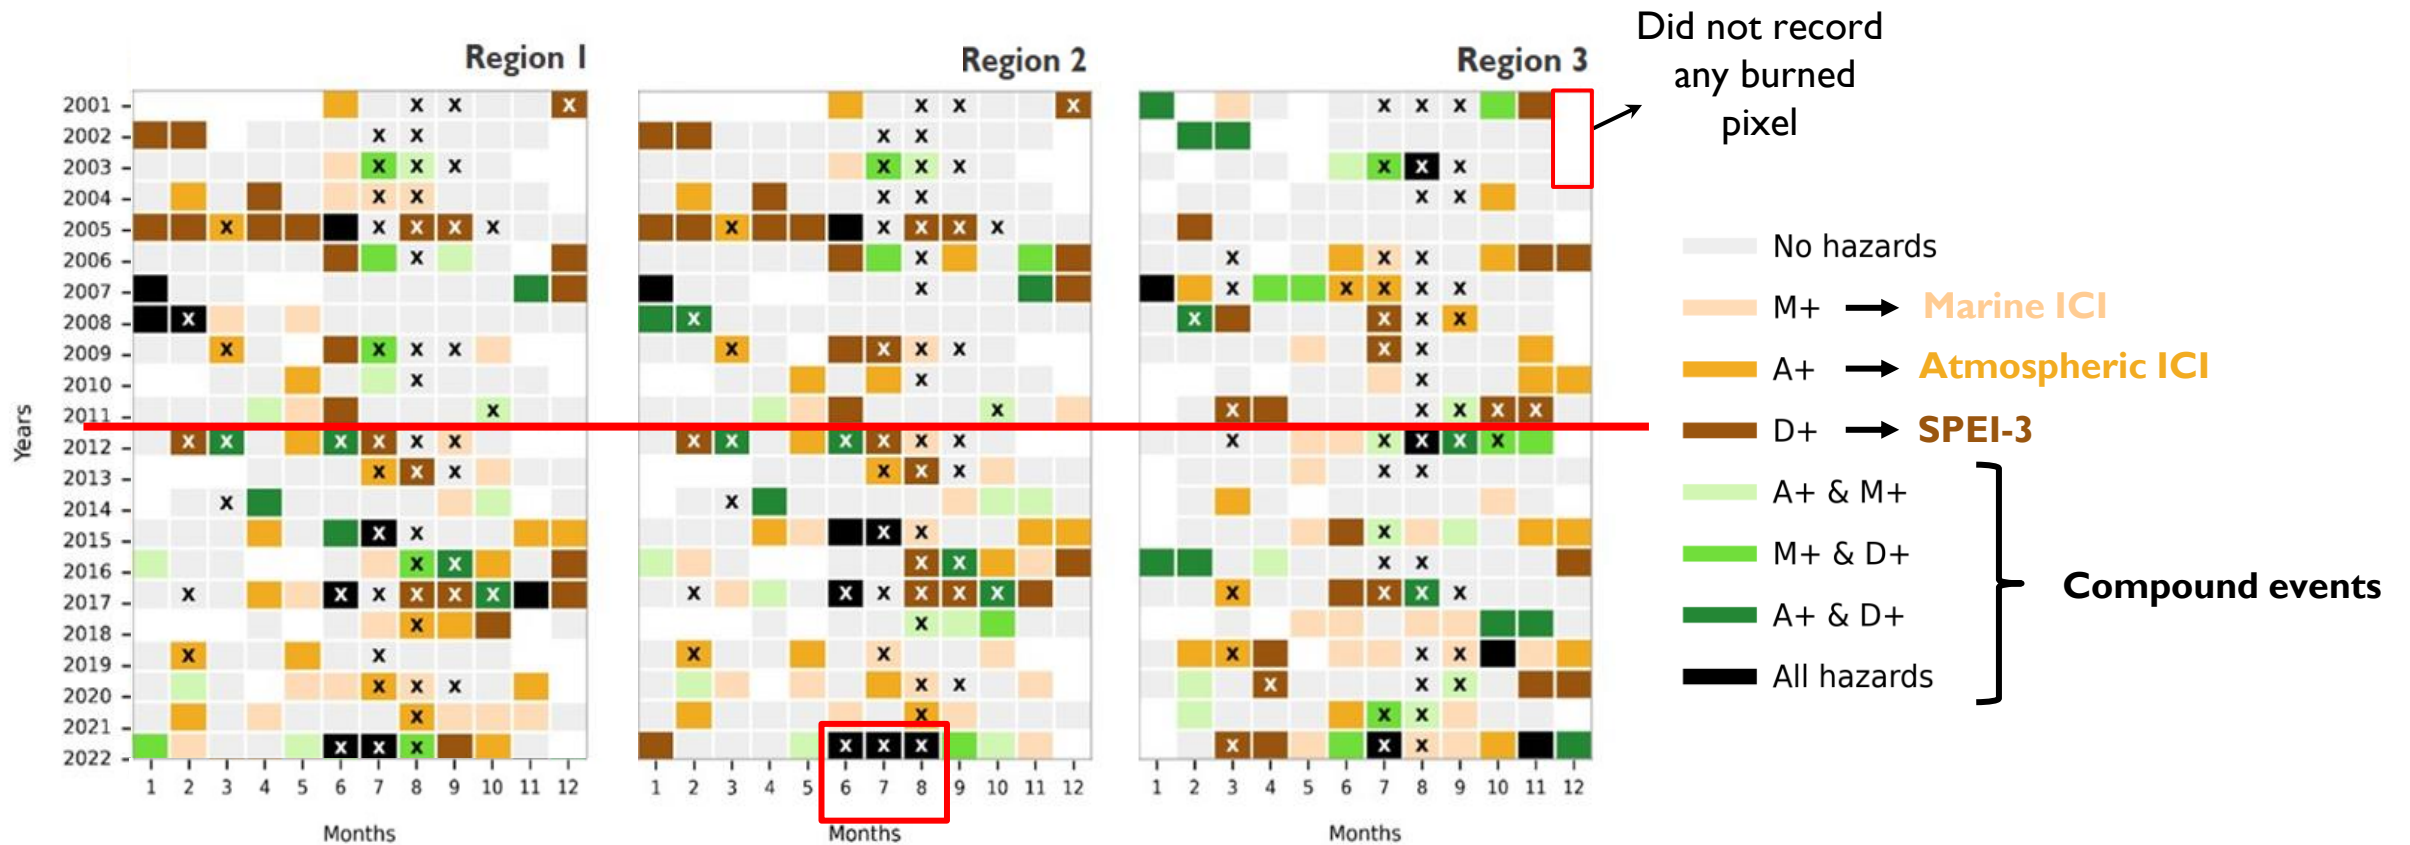 Did not record
any burned
pixel
Region 1
Region 2
Region 3
Years
2001
2002
2003
2004
2005
2006
2007
2008
2009
2010
2011
2012
2013
2014
2015
2016
2017
2018
2019
2020
2021
2022
1 2 3 4 5 6 7 8 9 10 11 12
1 2 3 4 5 6 7 8 9 10 11 12
1 2 3 4 5 6 7 8 9 10 11 12
Months
Months
Months
No hazards
M+ Marine ICI
A+ Atmospheric ICI
D+ SPEI-3
A+ & M+
M+ & D+
A+ & D+
All hazards
Compound events